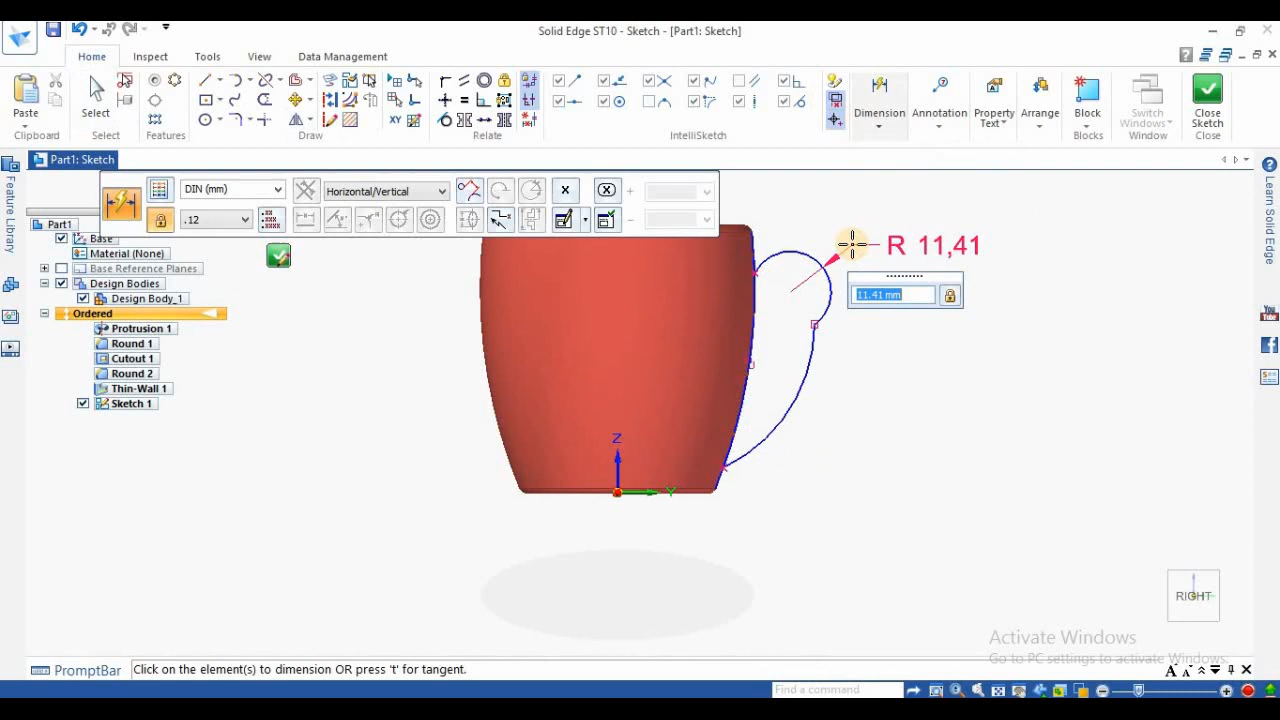 Solid Edge ST10 - Sketch - [Part1: Sketch]
Home Inspect Tools View Data Management
Paste
Clipboard
Select
Select
Features
Draw
Relate
IntelliSketch
Dimension
Annotation
Property Text
Arrange
Block
Blocks
Switch Windows
Window
Close Sketch
Close
Part1: Sketch
DIN (mm)
Horizontal/Vertical
.12
Feature Library
Learn Solid Edge
You Tube
Part1
Base
Material (None)
Base Reference Planes
Design Bodies
Design Body_1
Ordered
Protrusion 1
Round 1
Cutout 1
Round 2
Thin-Wall 1
Sketch 1
R 11,41
11.41 mm
Z
Y
RIGHT
Activate Windows
Go to PC settings to activate Windows.
PromptBar
Click on the element(s) to dimension OR press 't' for tangent.
Find a command